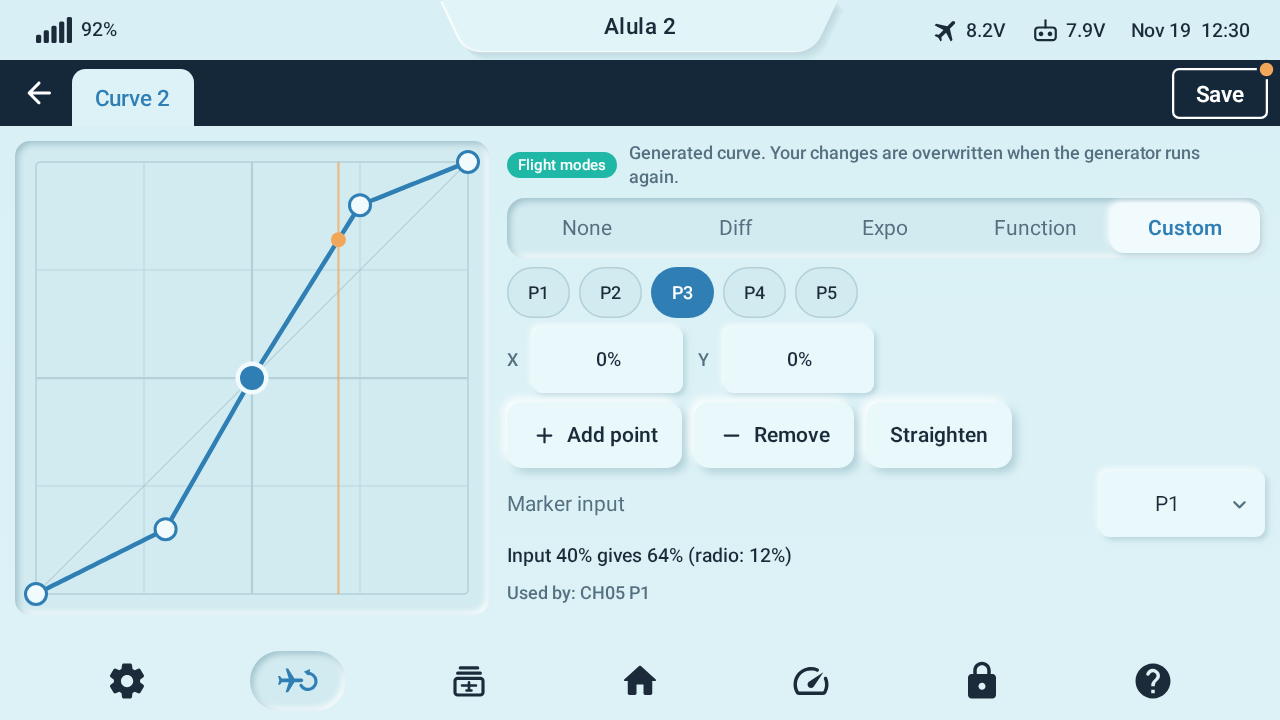 92%
Alula 2
8.2V
7.9V
Nov 19 12:30
Curve 2
Save
Flight modes
Generated curve. Your changes are overwritten when the generator runs
again.
None
Diff
Expo
Function
Custom
P1
P2
P3
P4
P5
X
0%
Y
0%
Add point
Remove
Straighten
Marker input
P1
Input 40% gives 64% (radio: 12%)
Used by: CH05 P1